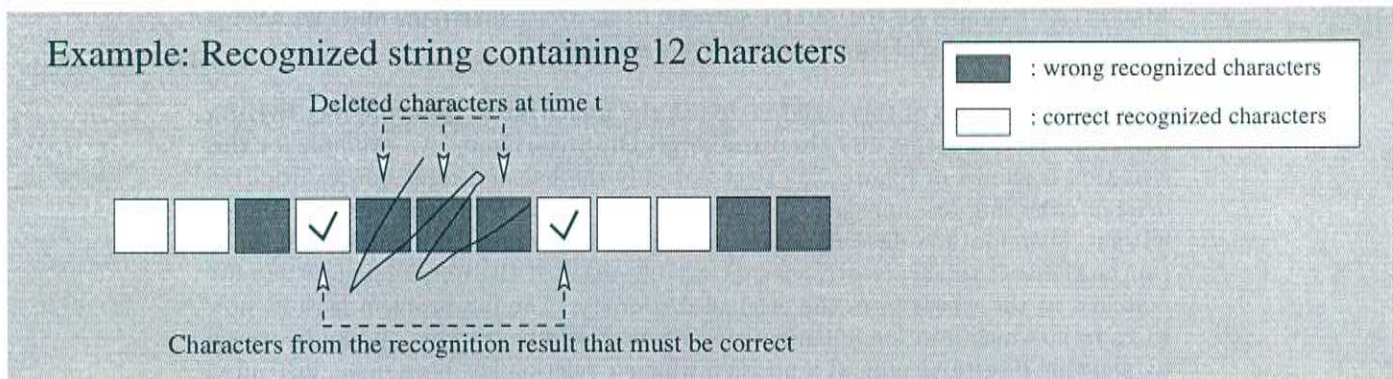 Example: Recognized string containing 12 characters
: wrong recognized characters
: correct recognized characters
Deleted characters at time t
Characters from the recognition result that must be correct